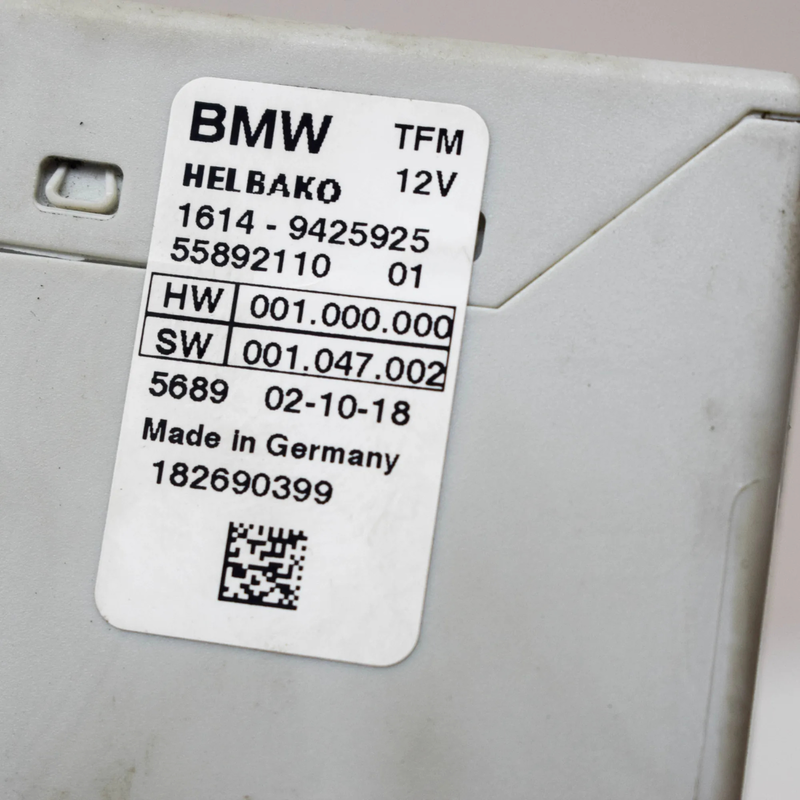 BMW TFM
HELBAKO 12V
1614 - 9425925
55892110 01
HW 001.000.000
SW 001.047.002
5689 02-10-18
Made in Germany
182690399